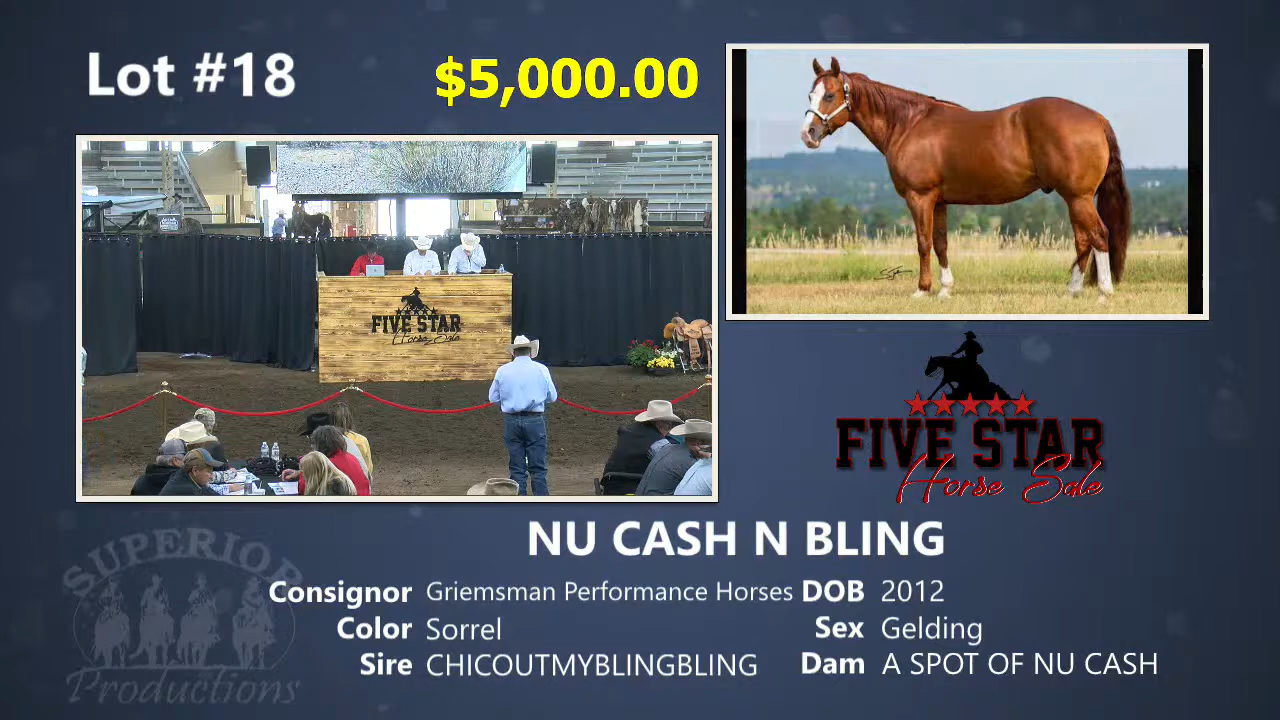 Lot #18
$5,000.00
FIVE STAR
Horse Sale
FIVE STAR
Horse Sale
NU CASH N BLING
Consignor Griemsman Performance Horses DOB 2012
Color Sorrel Sex Gelding
Sire CHICOUTMYBLINGBLING Dam A SPOT OF NU CASH
SUPERIOR
Productions